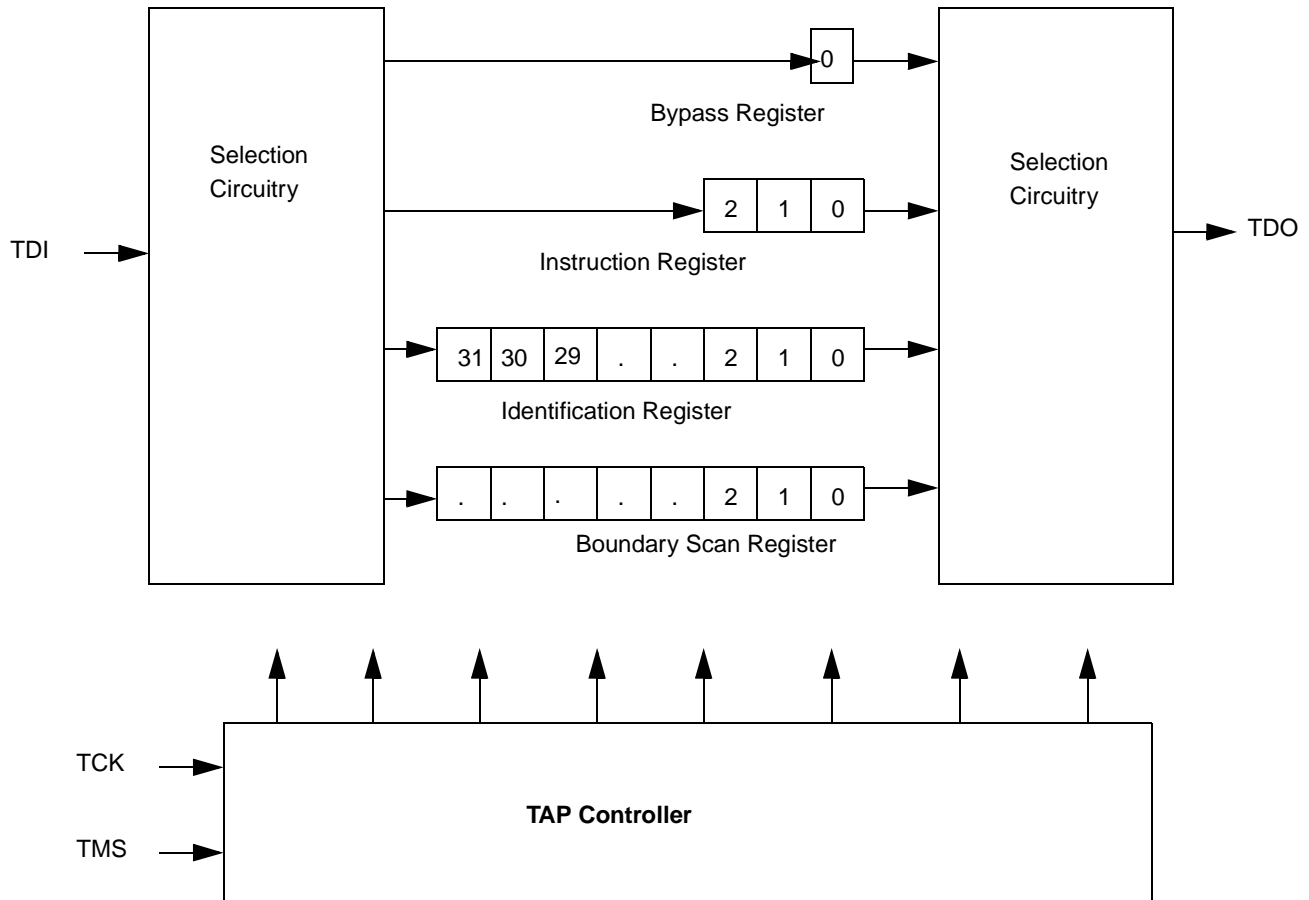 0
Bypass Register
Selection
Circuitry
Selection
Circuitry
2 1 0
TDI
TDO
Instruction Register
31 30 29 . . 2 1 0
Identification Register
. . . . . 2 1 0
Boundary Scan Register
TCK
TAP Controller
TMS